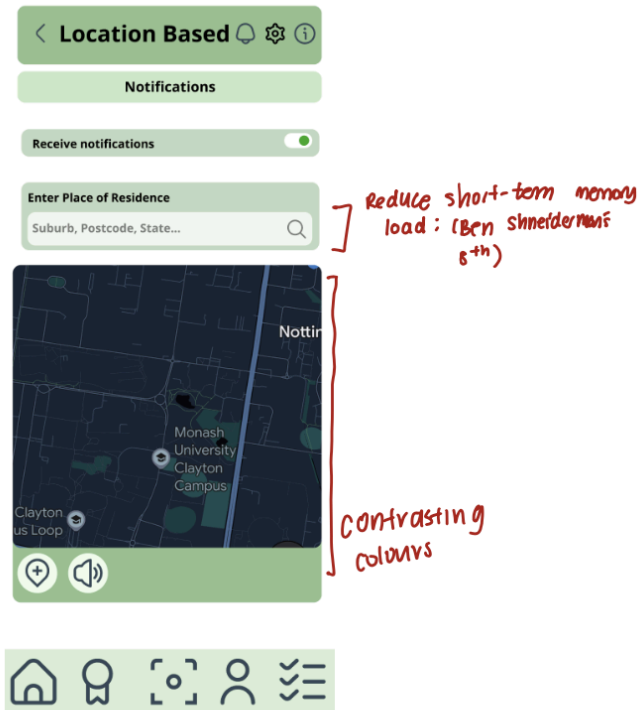 Location Based
Notifications
Receive notifications
Enter Place of Residence
Suburb, Postcode, State...
Reduce short-term memory
load: (Ben Shneiderman's
8th)
Nottin
Monash
University
Clayton
Campus
Clayton
us Loop
contrasting
colours